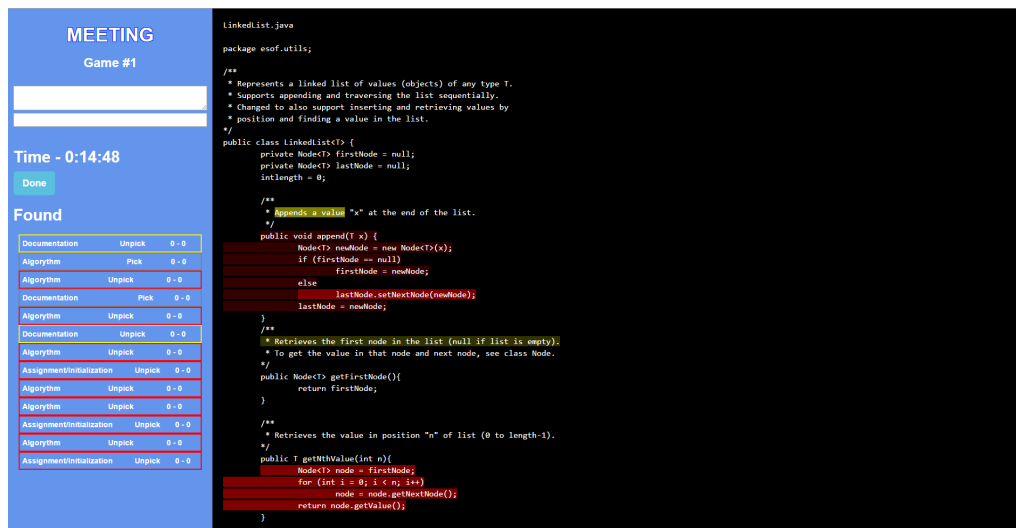 MEETING
Game #1
Time - 0:14:48
Done
Found
Documentation Unpick 0 - 0
Algorythm Pick 0 - 0
Algorythm Unpick 0 - 0
Documentation Pick 0 - 0
Algorythm Unpick 0 - 0
Documentation Unpick 0 - 0
Algorythm Unpick 0 - 0
Assignment/Initialization Unpick 0 - 0
Algorythm Unpick 0 - 0
Algorythm Unpick 0 - 0
Assignment/Initialization Unpick 0 - 0
Algorythm Unpick 0 - 0
Assignment/Initialization Unpick 0 - 0
LinkedList.java
package esof.utils;
/**
* Represents a linked list of values (objects) of any type T.
* Supports appending and traversing the list sequentially.
* Changed to also support inserting and retrieving values by
* position and finding a value in the list.
*/
public class LinkedList<T> {
private Node<T> firstNode = null;
private Node<T> lastNode = null;
intlength = 0;
/**
* Appends a value "x" at the end of the list.
*/
public void append(T x) {
Node<T> newNode = new Node<T>(x);
if (firstNode == null)
firstNode = newNode;
else
lastNode.setNextNode(newNode);
lastNode = newNode;
}
/**
* Retrieves the first node in the list (null if list is empty).
* To get the value in that node and next node, see class Node.
*/
public Node<T> getFirstNode(){
return firstNode;
}
/**
* Retrieves the value in position "n" of list (0 to length-1).
*/
public T getNthValue(int n){
Node<T> node = firstNode;
for (int i = 0; i < n; i++)
node = node.getNextNode();
return node.getValue();
}